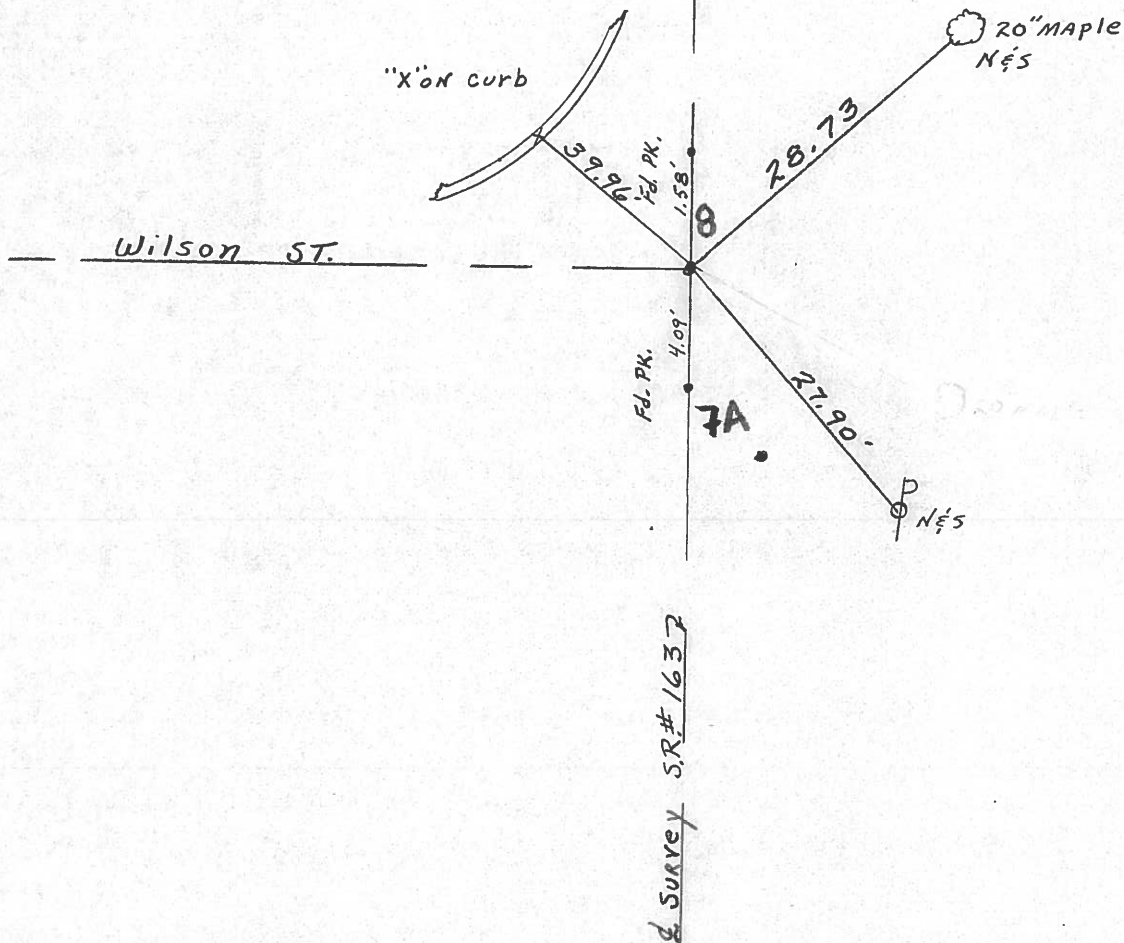 20" MAple
N&S
"X" ON curb
39.96'
Fd. PK.
1.58'
28.73
8
Wilson ST.
4.09'
Fd. PK.
27.90'
7A
P
N&S
℄ SURVEY S.R.# 1637